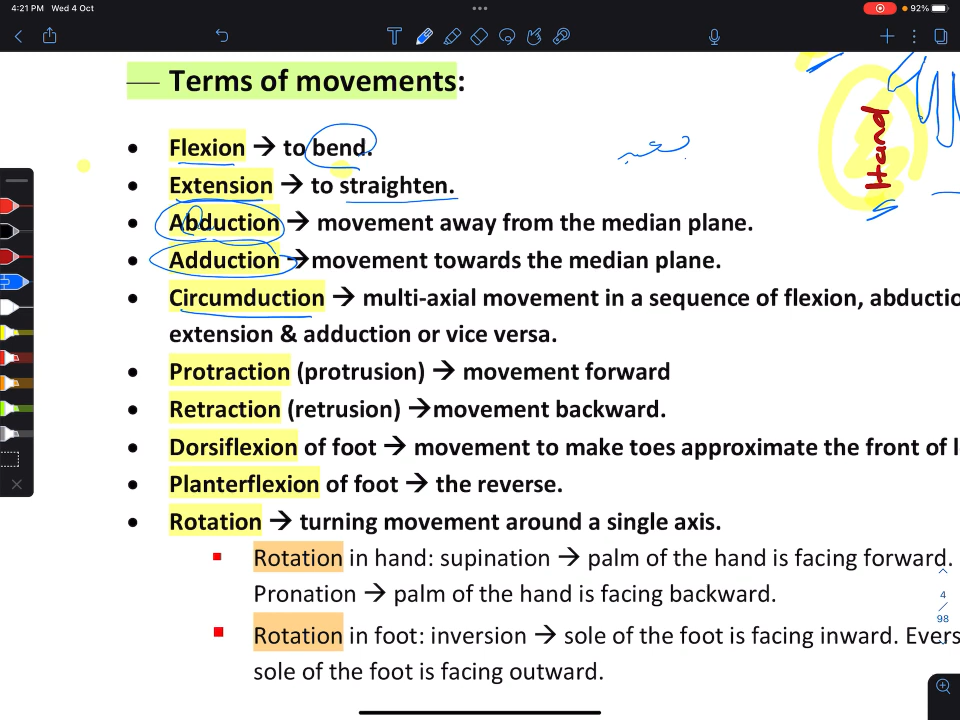 4:21 PM Wed 4 Oct
92%
Terms of movements:
• Flexion → to bend.
• Extension → to straighten.
• Abduction → movement away from the median plane.
• Adduction →movement towards the median plane.
• Circumduction → multi-axial movement in a sequence of flexion, abductio
extension & adduction or vice versa.
• Protraction (protrusion) → movement forward
• Retraction (retrusion) →movement backward.
• Dorsiflexion of foot → movement to make toes approximate the front of l
• Planterflexion of foot → the reverse.
• Rotation → turning movement around a single axis.
▪ Rotation in hand: supination → palm of the hand is facing forward.
Pronation → palm of the hand is facing backward.
▪ Rotation in foot: inversion → sole of the foot is facing inward. Evers
sole of the foot is facing outward.
Hand
4
/
98